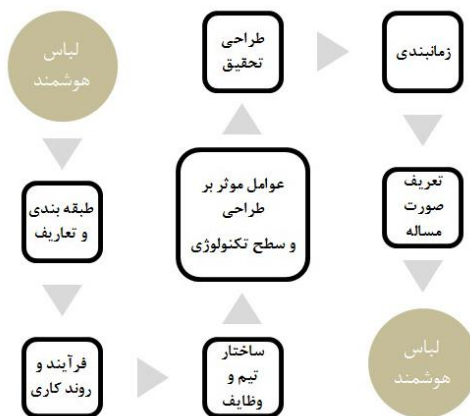 لباس
هوشمند
طبقه بندی
و تعاریف
فرآیند و
روند کاری
ساختار
تیم و
وظایف
عوامل موثر بر
طراحی
و سطح تکنولوژی
طراحی
تحقیق
زمانبندی
تعریف
صورت
مساله
لباس
هوشمند